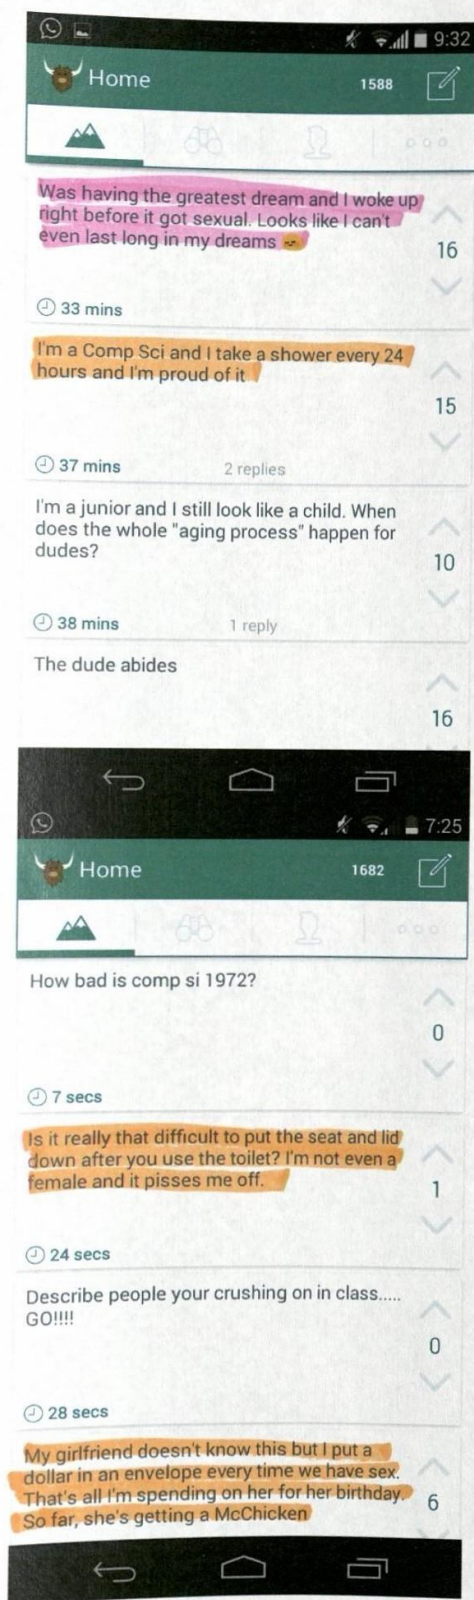 9:32
Home
1588
Was having the greatest dream and I woke up
right before it got sexual. Looks like I can't
even last long in my dreams 😖
16
33 mins
I'm a Comp Sci and I take a shower every 24
hours and I'm proud of it
15
37 mins
2 replies
I'm a junior and I still look like a child. When
does the whole "aging process" happen for
dudes?
10
38 mins
1 reply
The dude abides
16
7:25
Home
1682
How bad is comp si 1972?
0
7 secs
Is it really that difficult to put the seat and lid
down after you use the toilet? I'm not even a
female and it pisses me off.
1
24 secs
Describe people your crushing on in class.....
GO!!!!
0
28 secs
My girlfriend doesn't know this but I put a
dollar in an envelope every time we have sex.
That's all I'm spending on her for her birthday.
So far, she's getting a McChicken
6